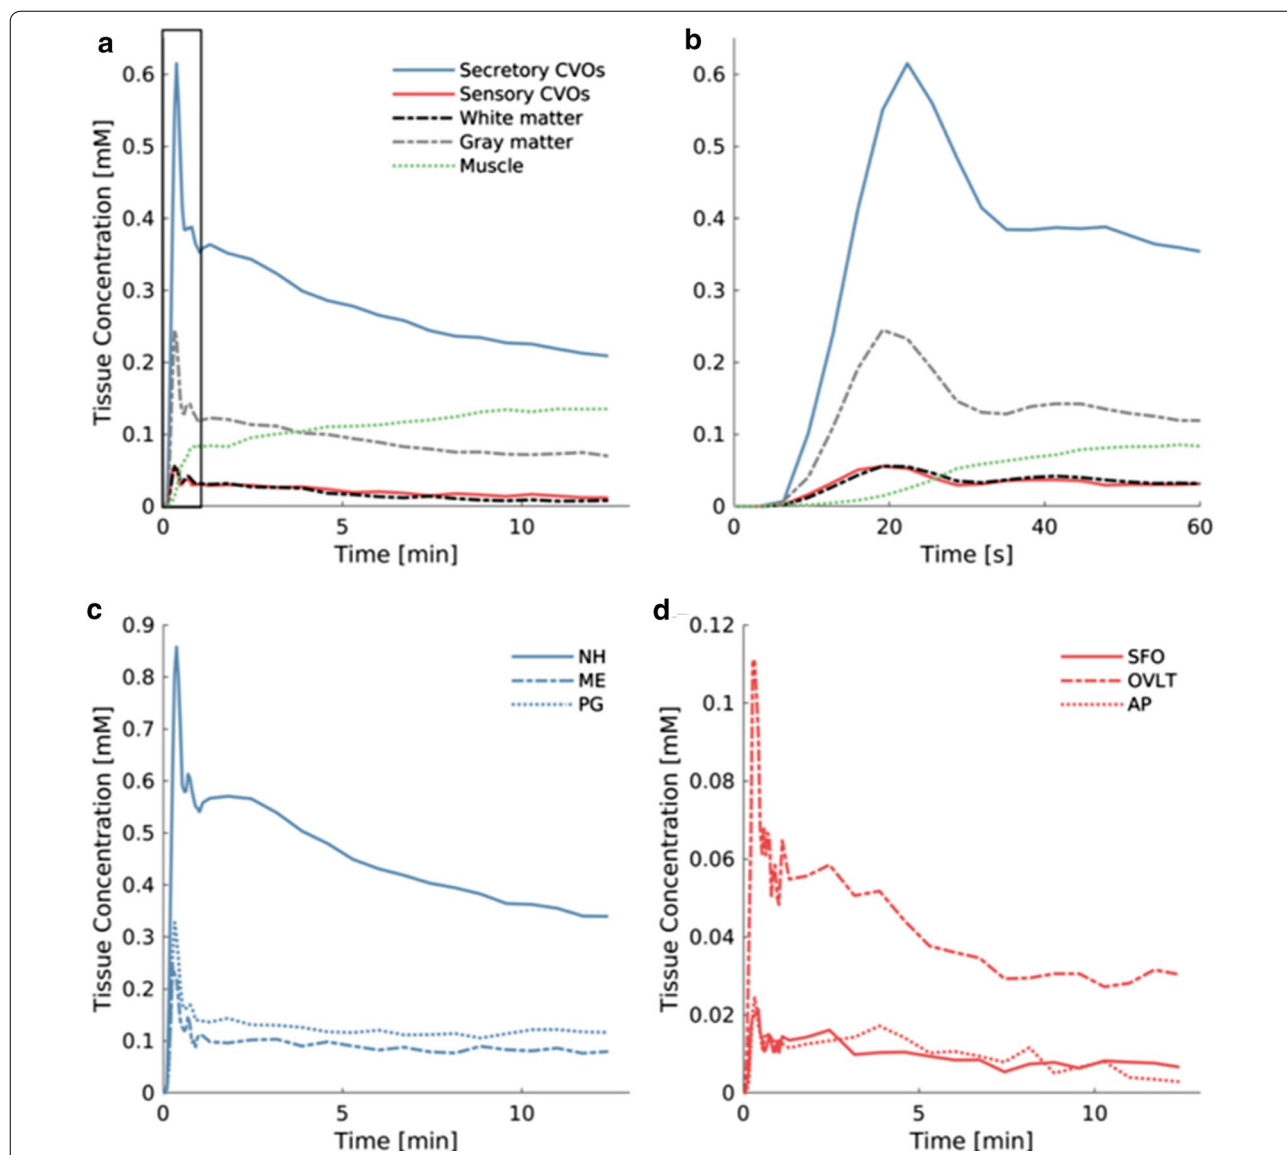 a
Secretory CVOs
Sensory CVOs
White matter
Gray matter
Muscle
Tissue Concentration [mM]
0.6
0.5
0.4
0.3
0.2
0.1
0
0 5 10
Time [min]
b
Tissue Concentration [mM]
0.6
0.5
0.4
0.3
0.2
0.1
0
0 20 40 60
Time [s]
c
NH
ME
PG
Tissue Concentration [mM]
0.9
0.8
0.7
0.6
0.5
0.4
0.3
0.2
0.1
0
0 5 10
Time [min]
d
SFO
OVLT
AP
Tissue Concentration [mM]
0.12
0.1
0.08
0.06
0.04
0.02
0
0 5 10
Time [min]